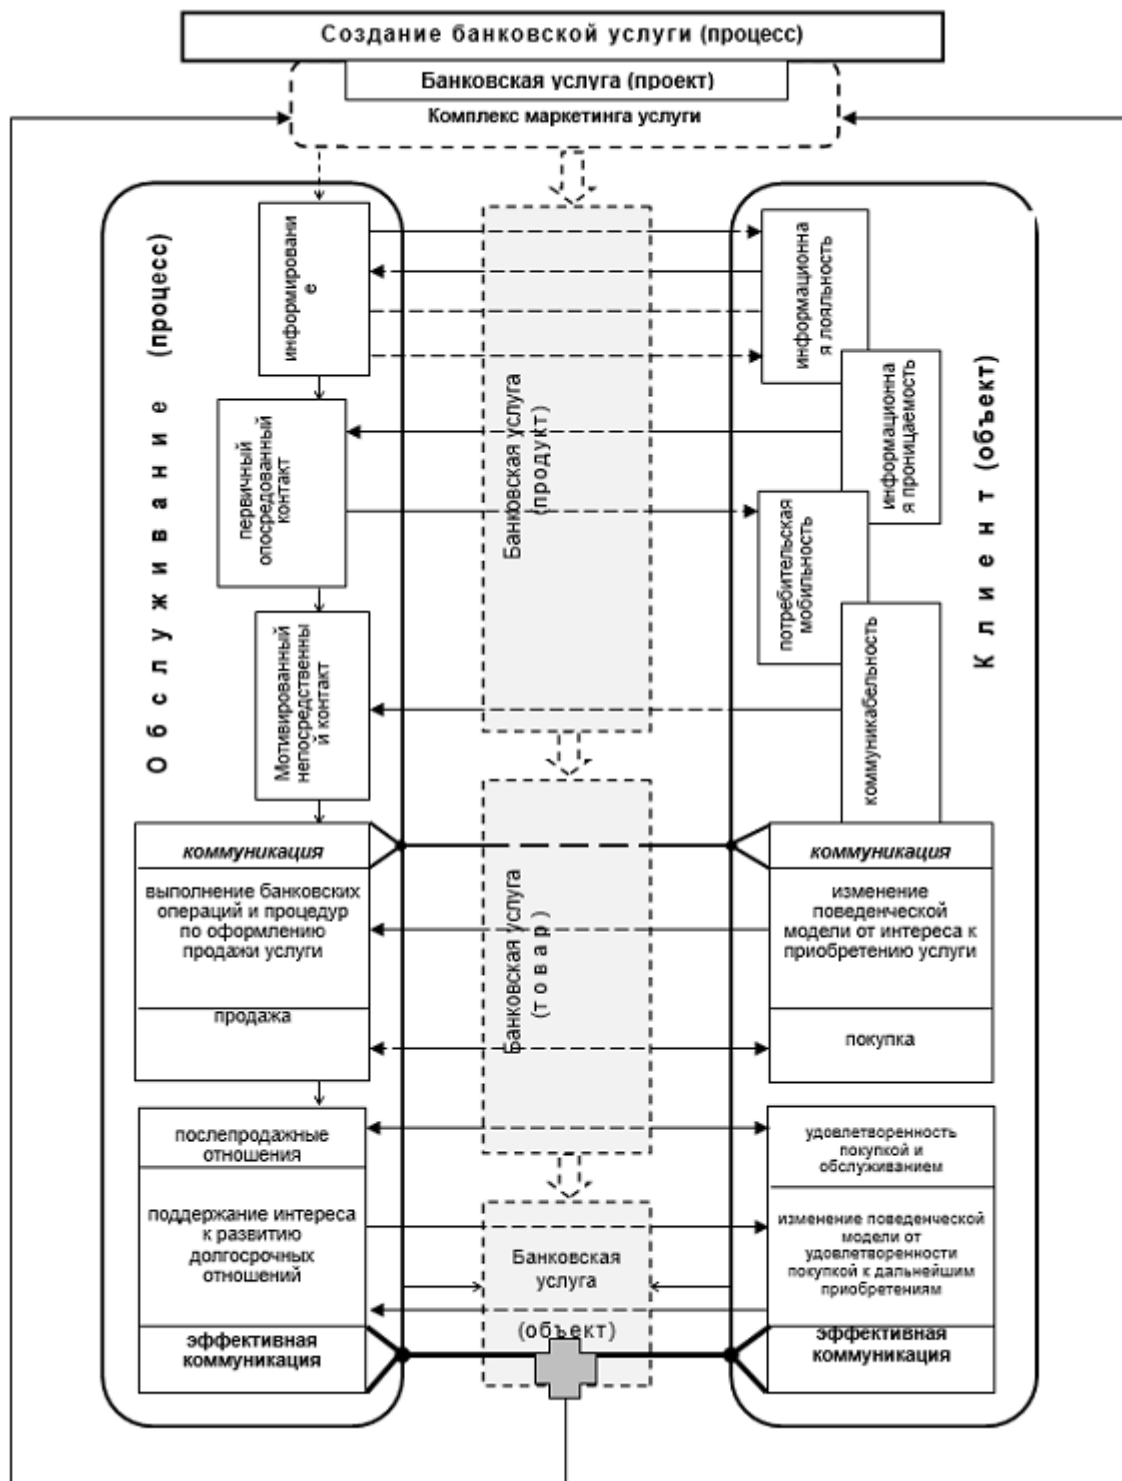 Создание банковской услуги (процесс)
Банковская услуга (проект)
Комплекс маркетинга услуги
Обслуживание (процесс)
информировани
е
первичный
опосредованный
контакт
Мотивированный
непосредственны
й контакт
коммуникация
выполнение банковских
операций и процедур
по оформлению
продажи услуги
продажа
послепродажные
отношения
поддержание интереса
к развитию
долгосрочных
отношений
эффективная
коммуникация
Банковская услуга
(продукт)
Банковская услуга
(товар)
Банковская
услуга
(объект)
Клиент (объект)
информационна
я лояльность
информационна
я проницаемость
потребительская
мобильность
коммуникабельность
коммуникация
изменение
поведенческой
модели от интереса к
приобретению услуги
покупка
удовлетворенность
покупкой и
обслуживанием
изменение поведенческой
модели от
удовлетворенности
покупкой к дальнейшим
приобретениям
эффективная
коммуникация